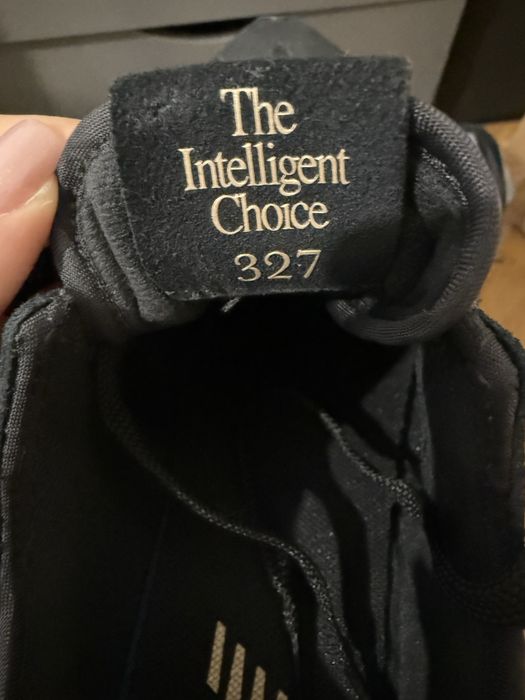 The
Intelligent
Choice
327